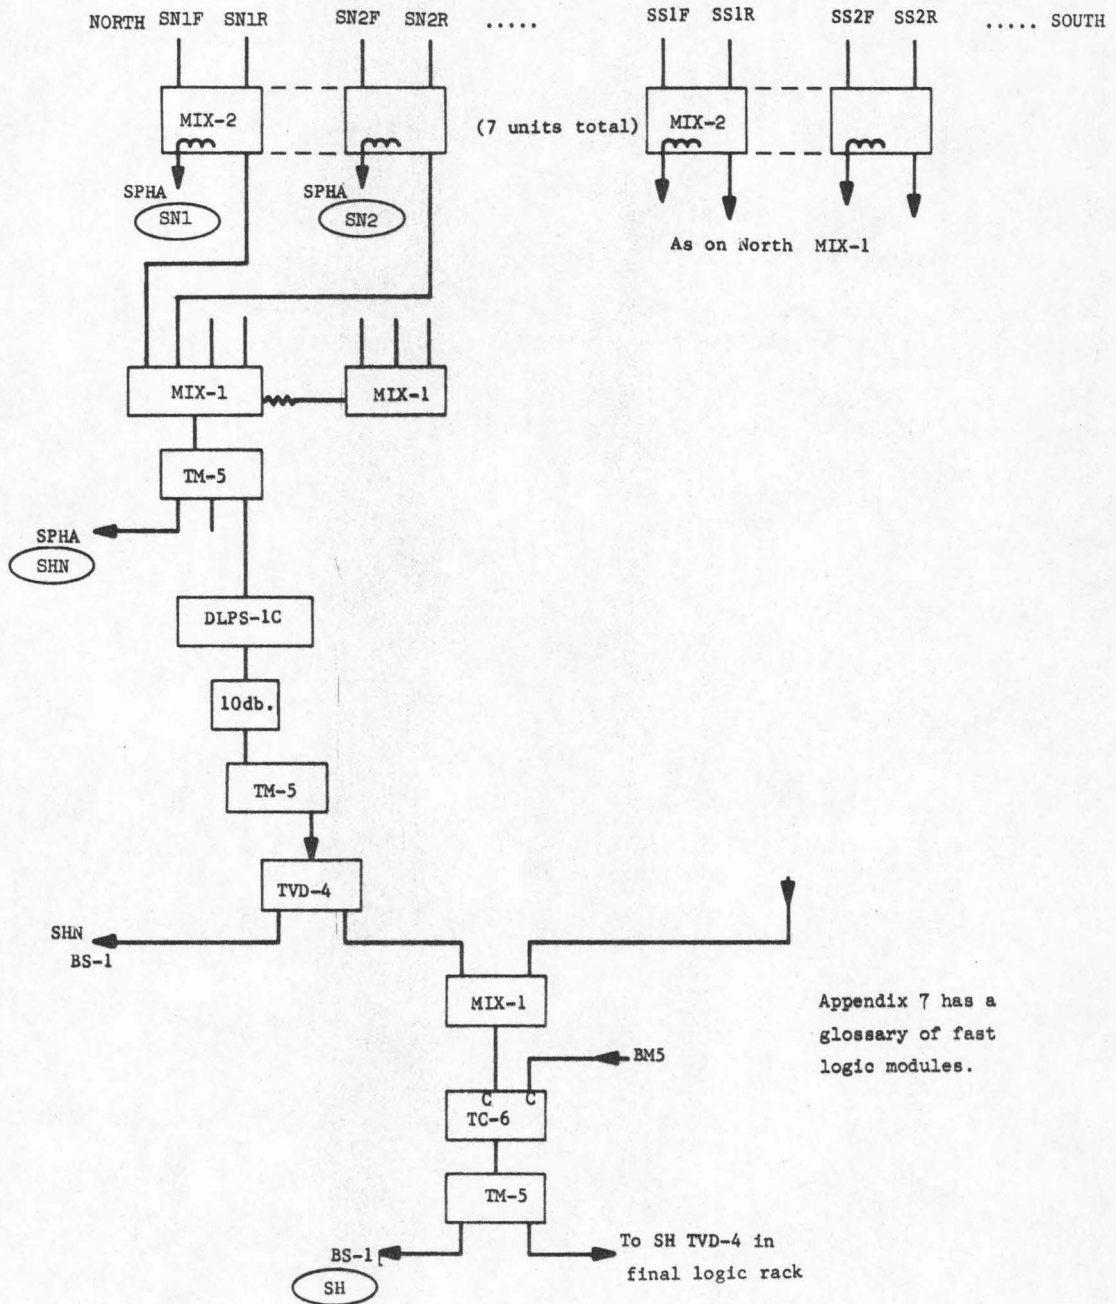 NORTH SN1F SN1R SN2F SN2R ..... SS1F SS1R SS2F SS2R ..... SOUTH
MIX-2 (7 units total) MIX-2
SPHA SPHA
SN1 SN2
As on North MIX-1
MIX-1 MIX-1
TM-5
SPHA
SHN
DLPS-1C
10db.
TM-5
TVD-4
SHN
BS-1
MIX-1
Appendix 7 has a
glossary of fast
logic modules.
BM5
C C
TC-6
TM-5
BS-1
To SH TVD-4 in
final logic rack
SH